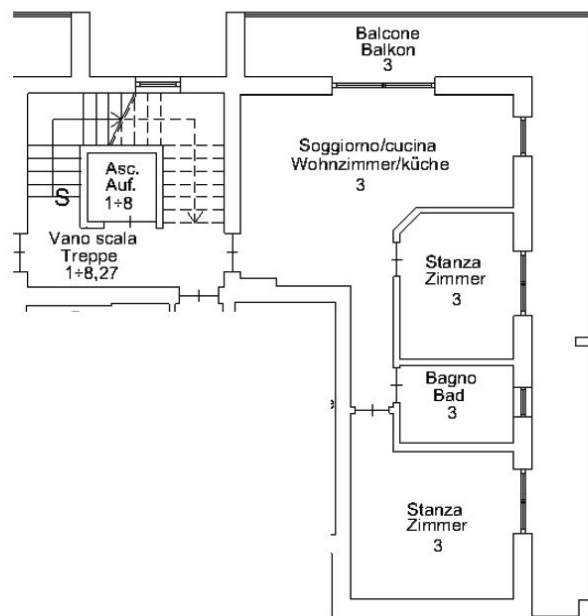 Balcone
Balkon
3
Soggiorno/cucina
Wohnzimmer/küche
3
Asc.
Auf.
1÷8
S
Vano scala
Treppe
1÷8,27
Stanza
Zimmer
3
Bagno
Bad
3
Stanza
Zimmer
3